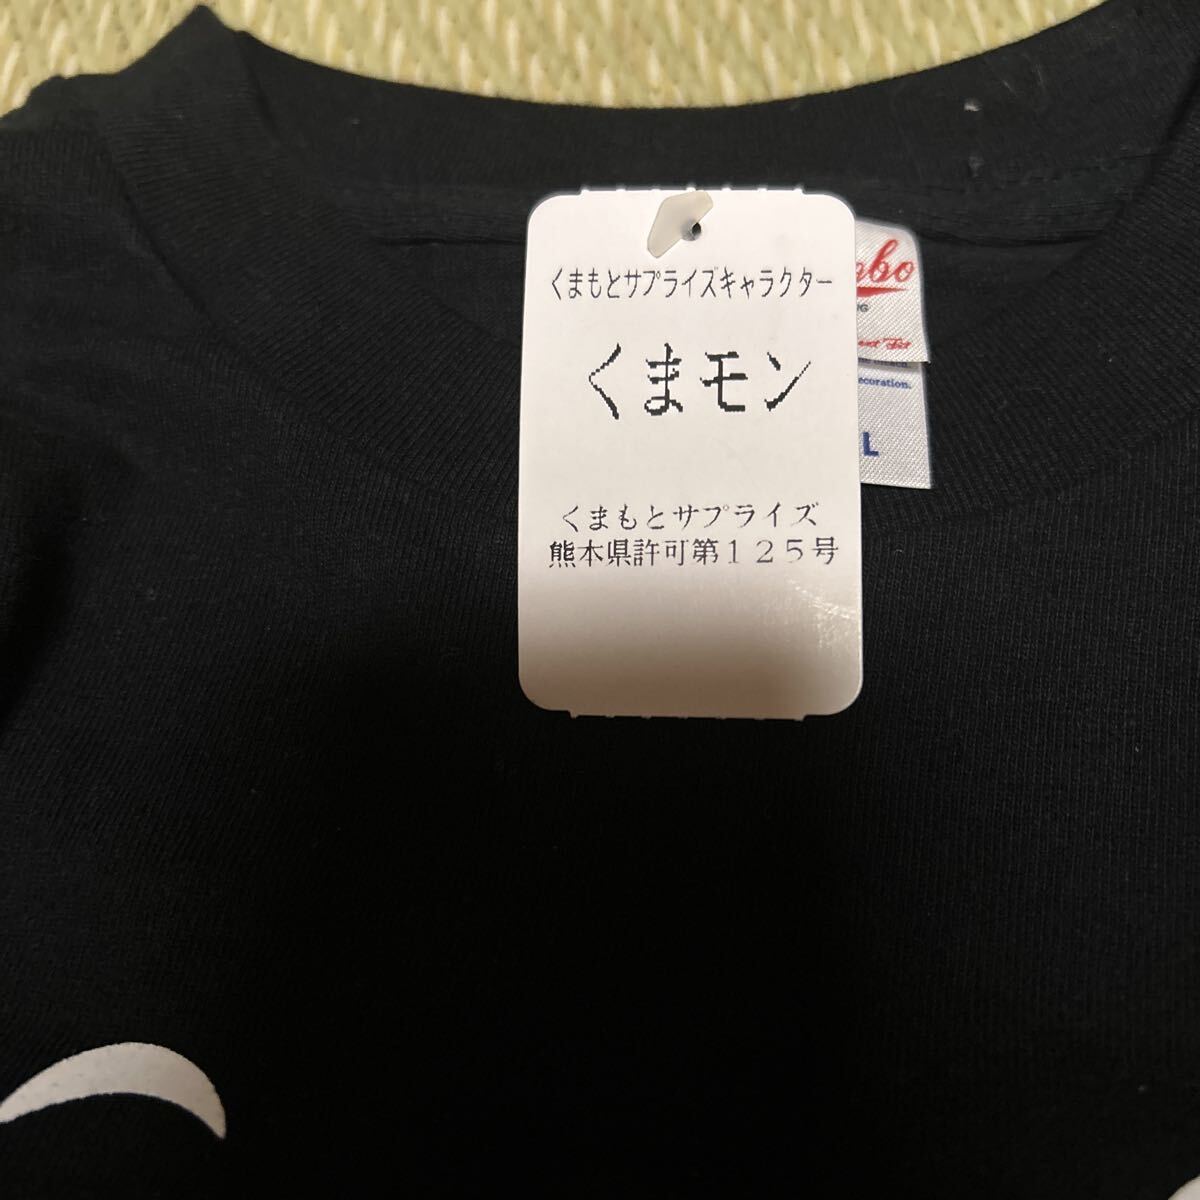 くまもとサプライズキャラクター
くまモン
くまもとサプライズ
熊本県許可第１２５号
ecoration.
L